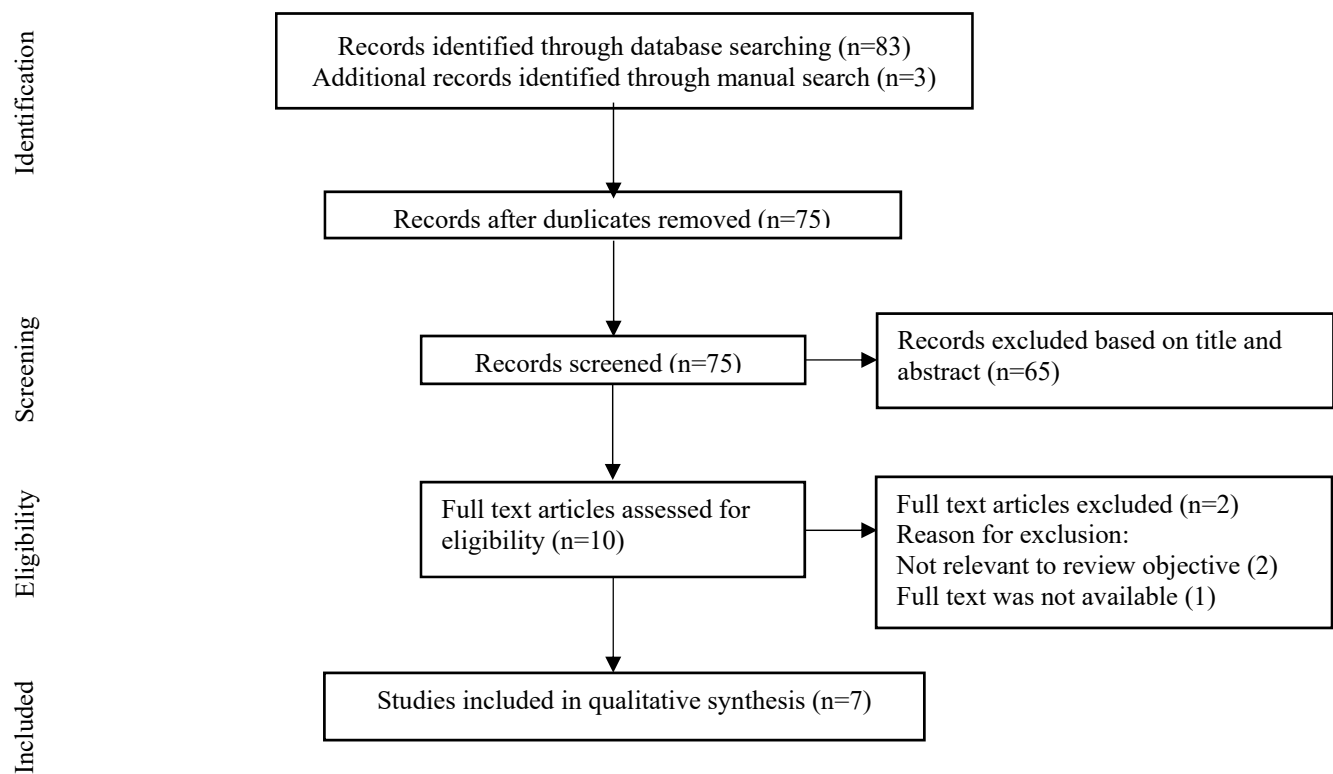 Identification
Records identified through database searching (n=83)
Additional records identified through manual search (n=3)
Records after duplicates removed (n=75)
Screening
Records screened (n=75)
Records excluded based on title and
abstract (n=65)
Eligibility
Full text articles assessed for
eligibility (n=10)
Full text articles excluded (n=2)
Reason for exclusion:
Not relevant to review objective (2)
Full text was not available (1)
Included
Studies included in qualitative synthesis (n=7)